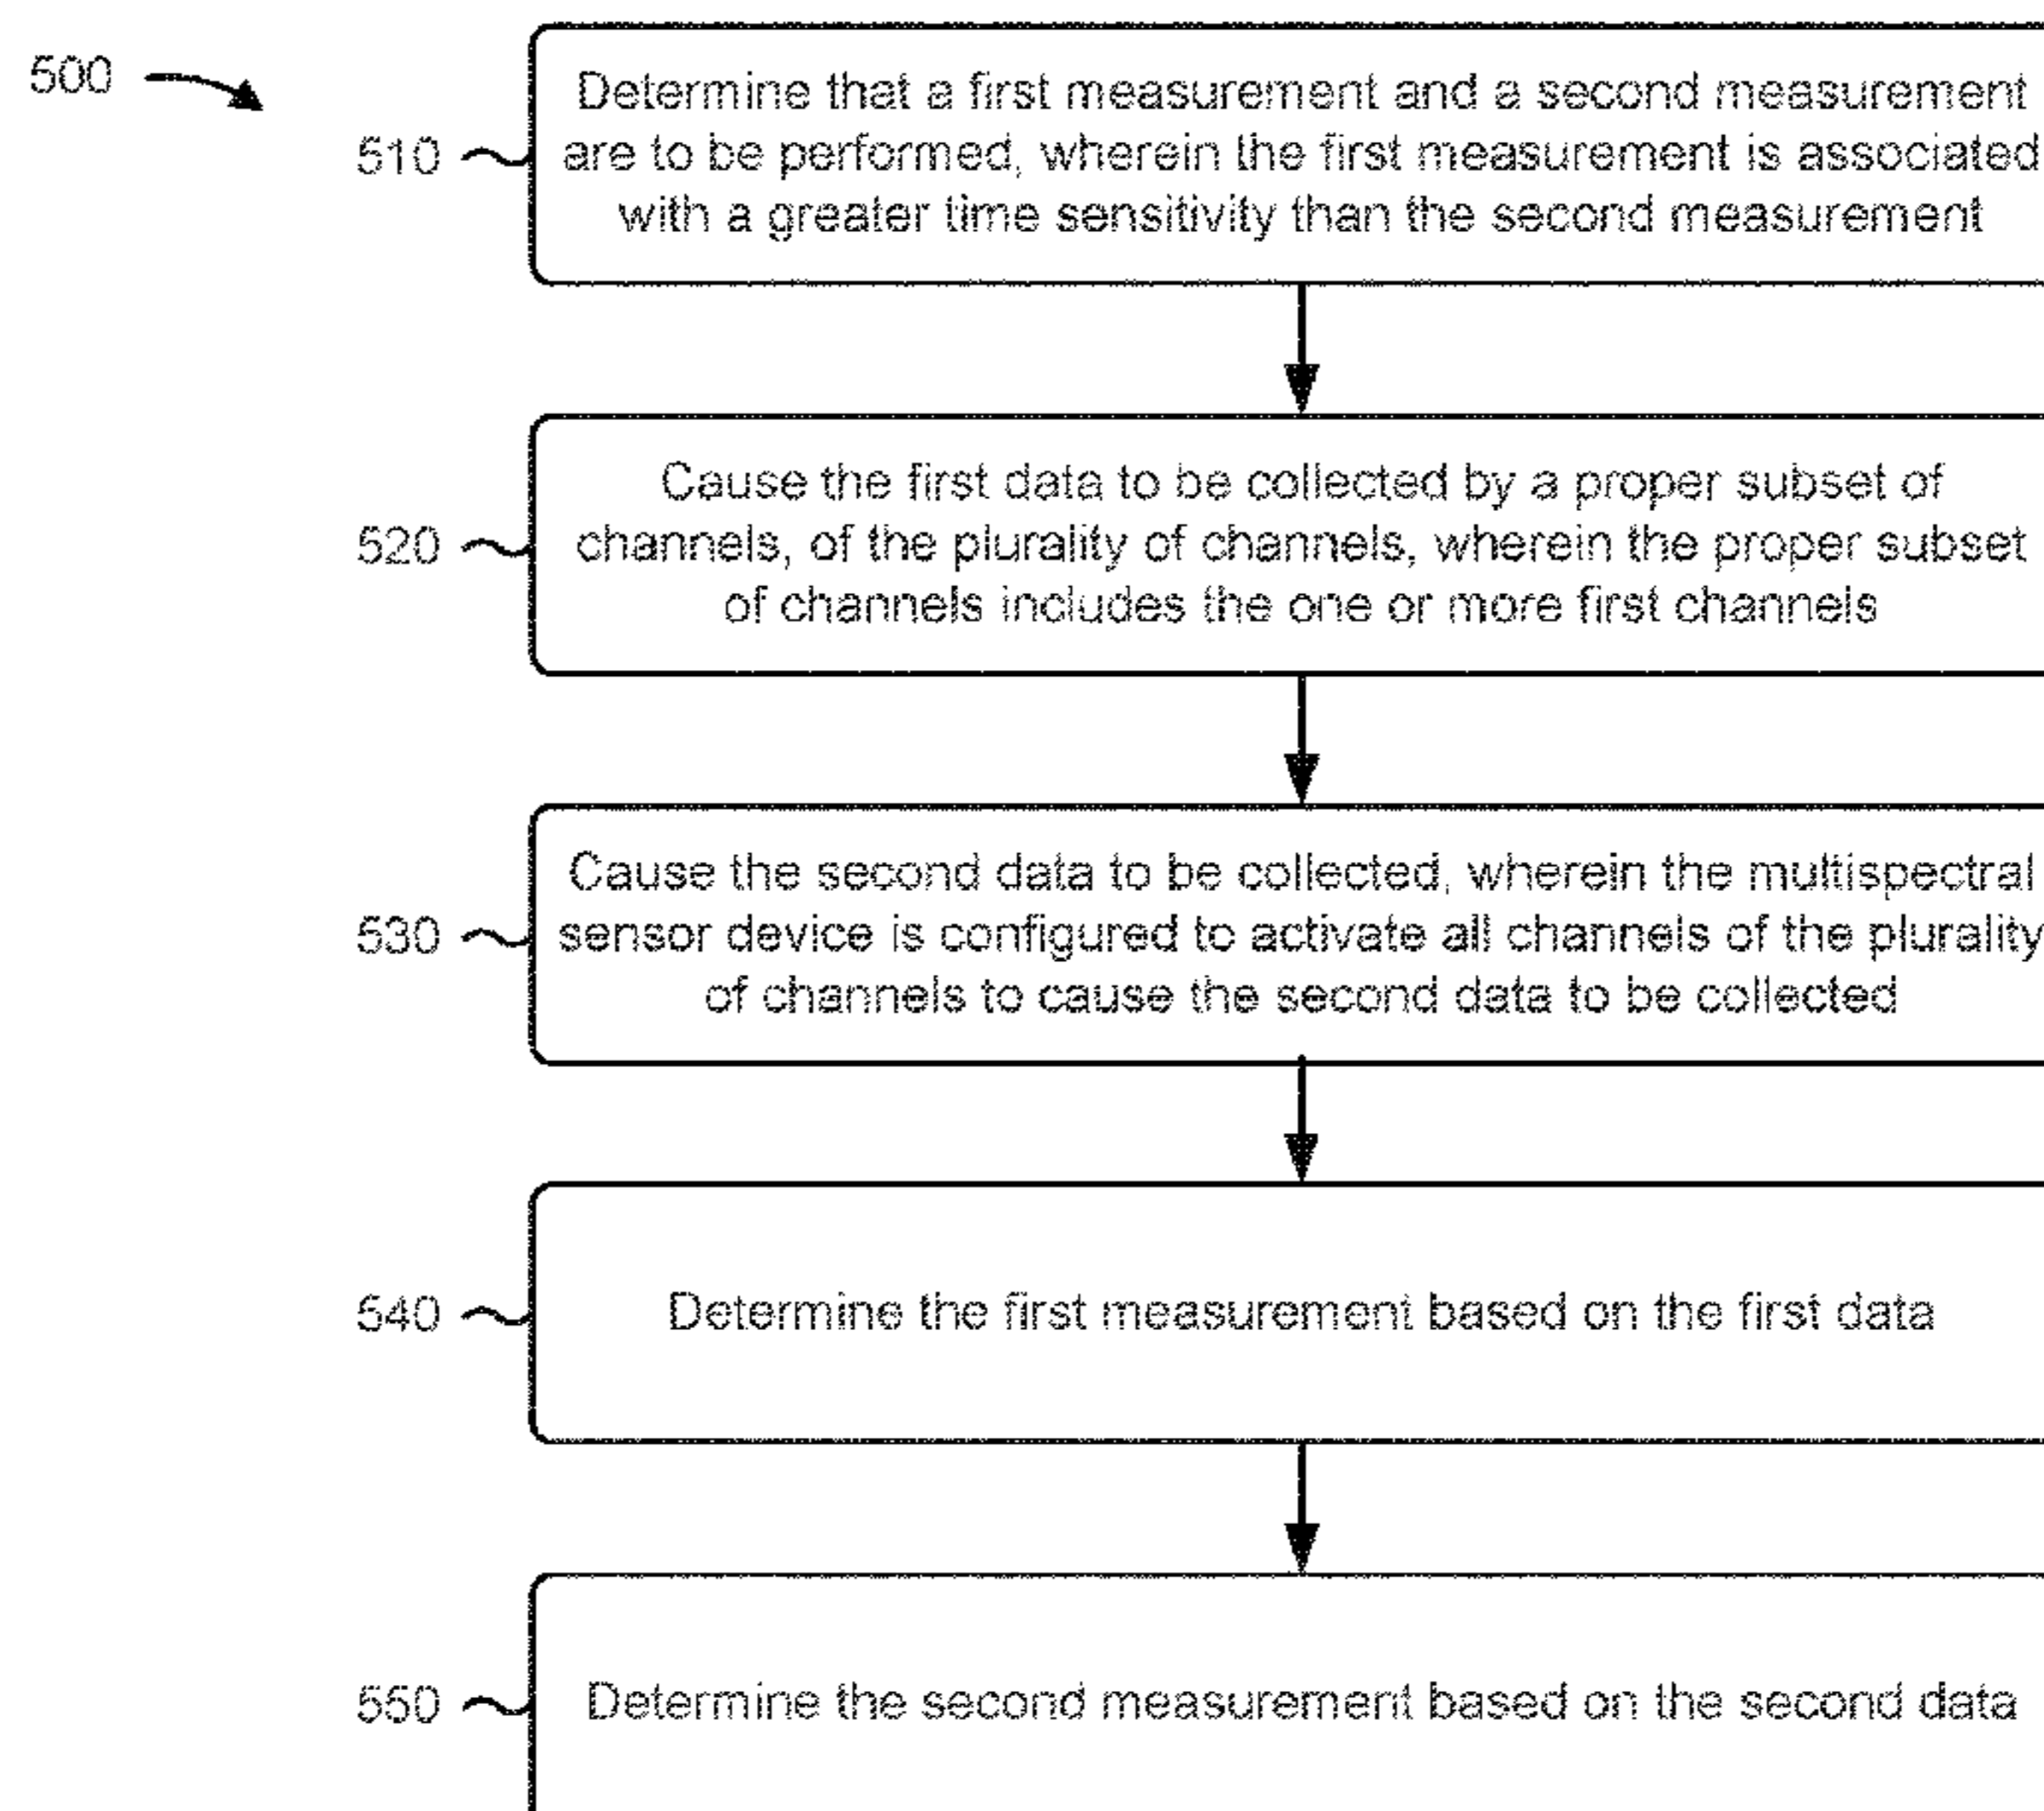 500
510
Determine that a first measurement and a second measurement
are to be performed, wherein the first measurement is associated
with a greater time sensitivity than the second measurement
520
Cause the first data to be collected by a proper subset of
channels, of the plurality of channels, wherein the proper subset
of channels includes the one or more first channels
530
Cause the second data to be collected, wherein the multispectral
sensor device is configured to activate all channels of the plurality
of channels to cause the second data to be collected
540
Determine the first measurement based on the first data
550
Determine the second measurement based on the second data